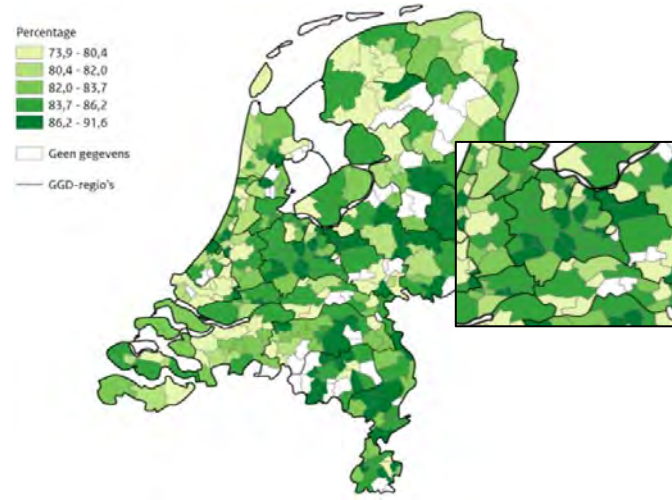 Percentage
73,9 - 80,4
80,4 - 82,0
82,0 - 83,7
83,7 - 86,2
86,2 - 91,6
Geen gegevens
GGD-regio's